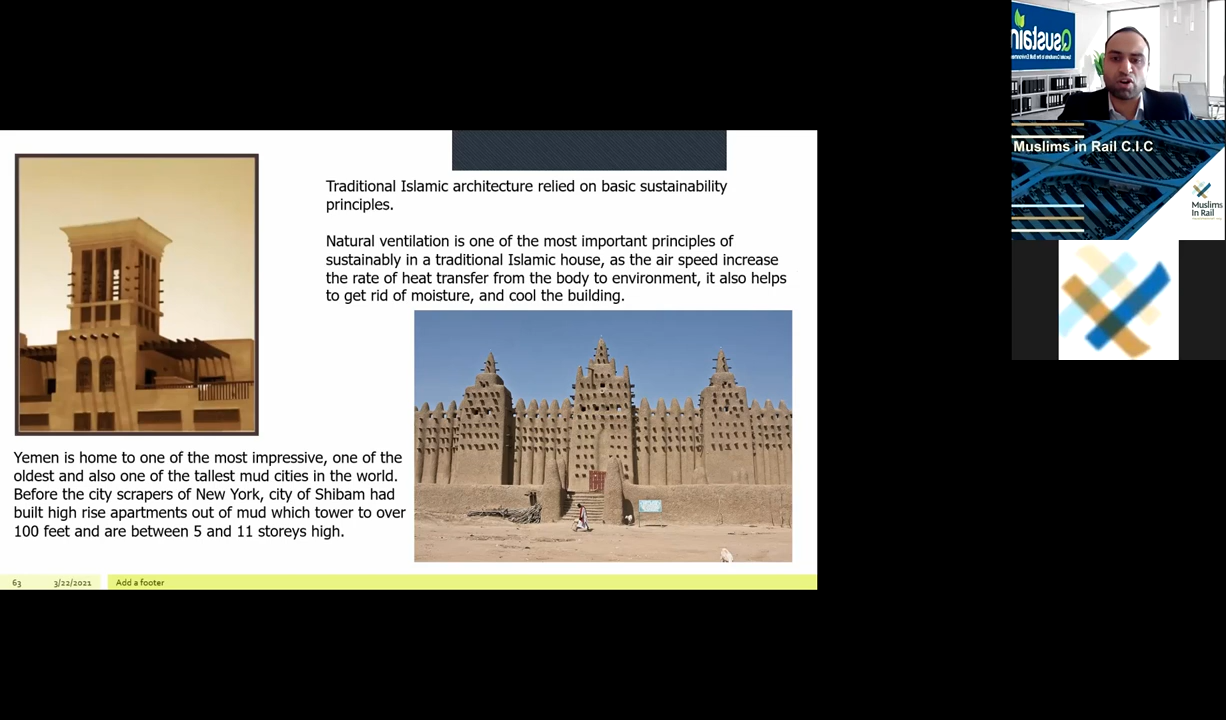 Traditional Islamic architecture relied on basic sustainability
principles.
Natural ventilation is one of the most important principles of
sustainably in a traditional Islamic house, as the air speed increase
the rate of heat transfer from the body to environment, it also helps
to get rid of moisture, and cool the building.
Yemen is home to one of the most impressive, one of the
oldest and also one of the tallest mud cities in the world.
Before the city scrapers of New York, city of Shibam had
built high rise apartments out of mud which tower to over
100 feet and are between 5 and 11 storeys high.
63 3/22/2021 Add a footer
Qsustain
Muslims in Rail C.I.C
Muslims
In Rail